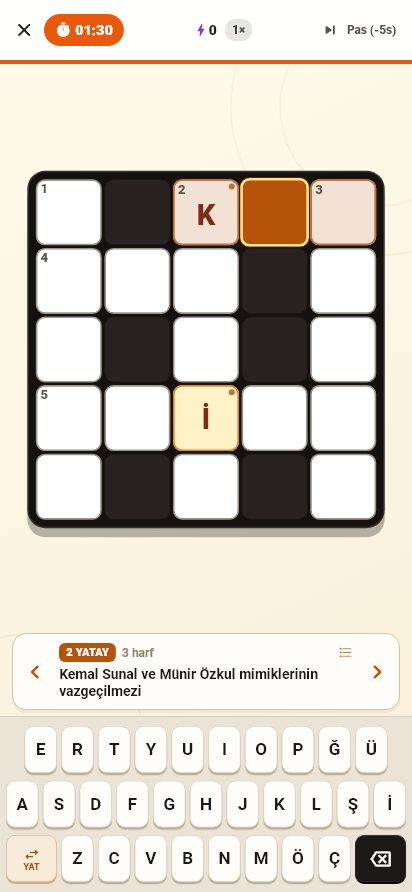 01:30
0
1×
Pas (-5s)
1
2
K
3
4
5
İ
2 YATAY 3 harf
Kemal Sunal ve Münir Özkul mimiklerinin
vazgeçilmezi
E R T Y U I O P Ğ Ü
A S D F G H J K L Ş İ
YAT Z C V B N M Ö Ç